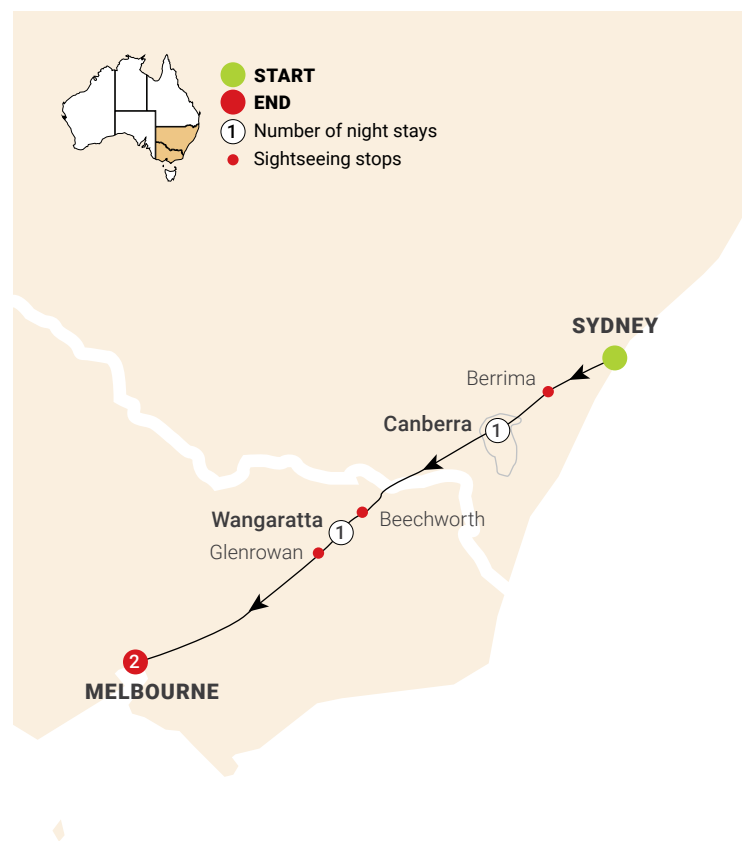 START
END
1 Number of night stays
Sightseeing stops
SYDNEY
Berrima
Canberra 1
Wangaratta 1
Beechworth
Glenrowan
2
MELBOURNE